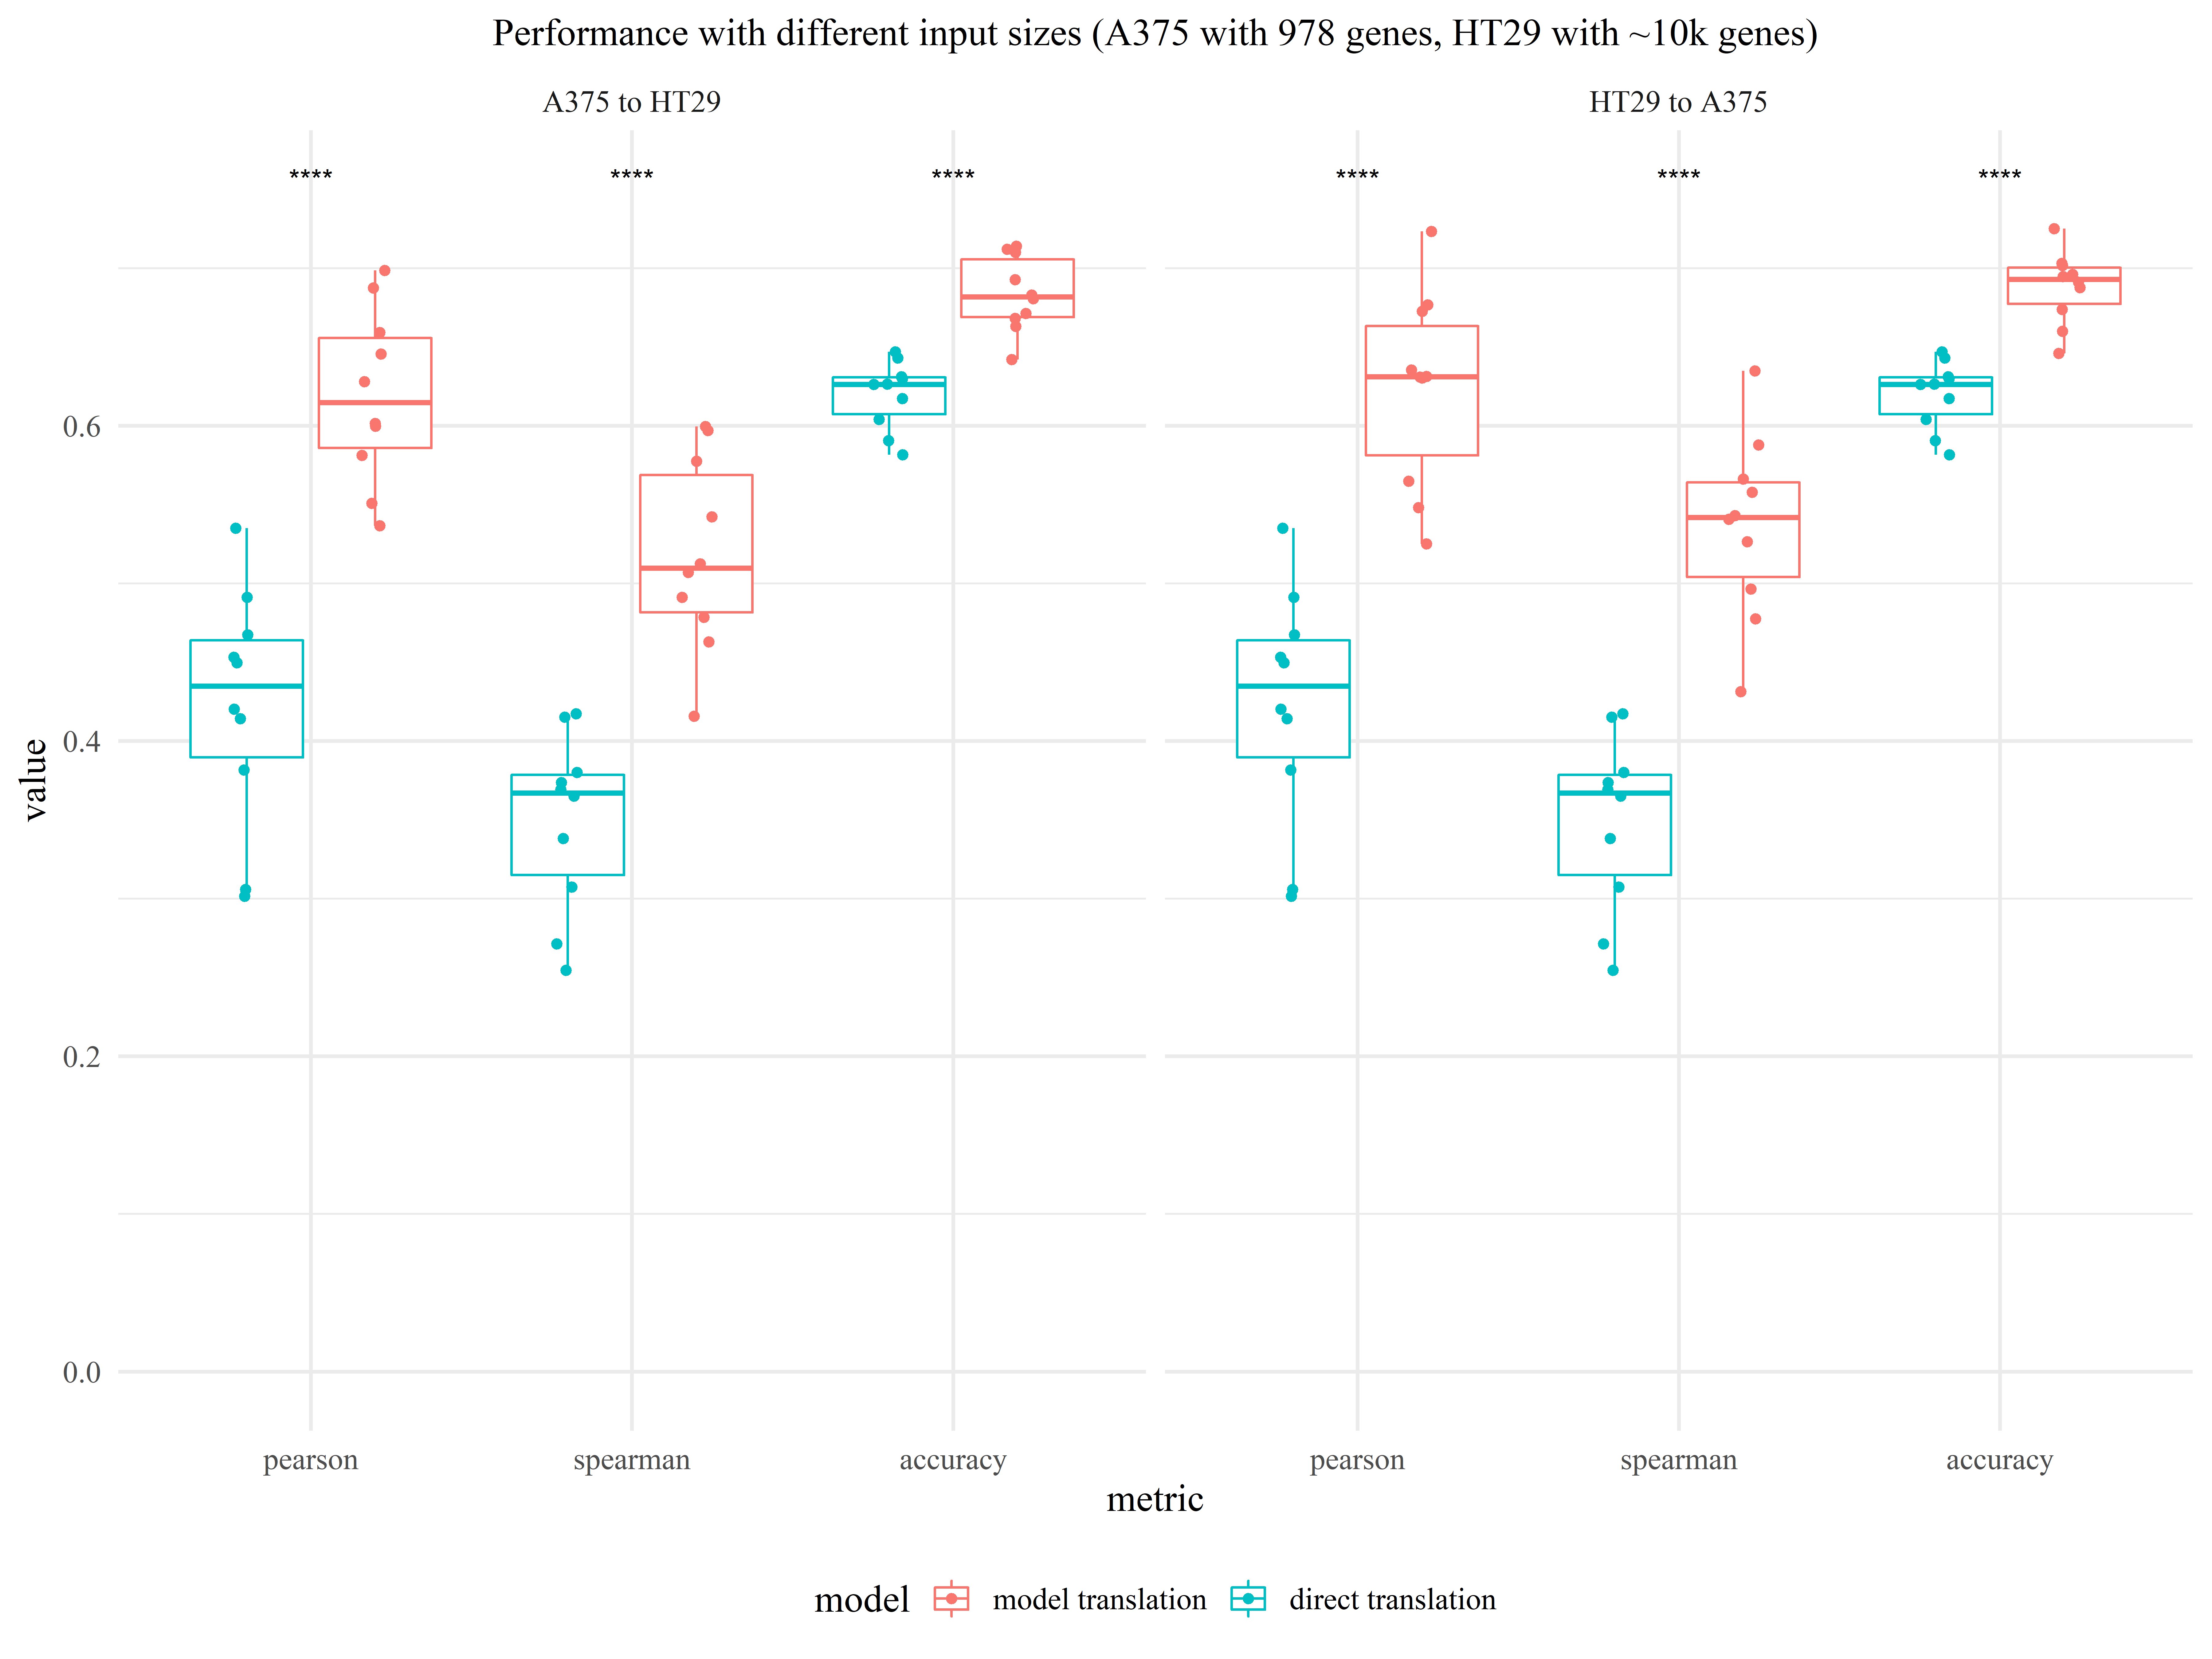 Performance with different input sizes (A375 with 978 genes, HT29 with ~10k genes)
A375 to HT29
HT29 to A375
**** **** **** **** **** ****
0.6
0.4
0.2
0.0
value
pearson spearman accuracy pearson spearman accuracy
metric
model model translation direct translation